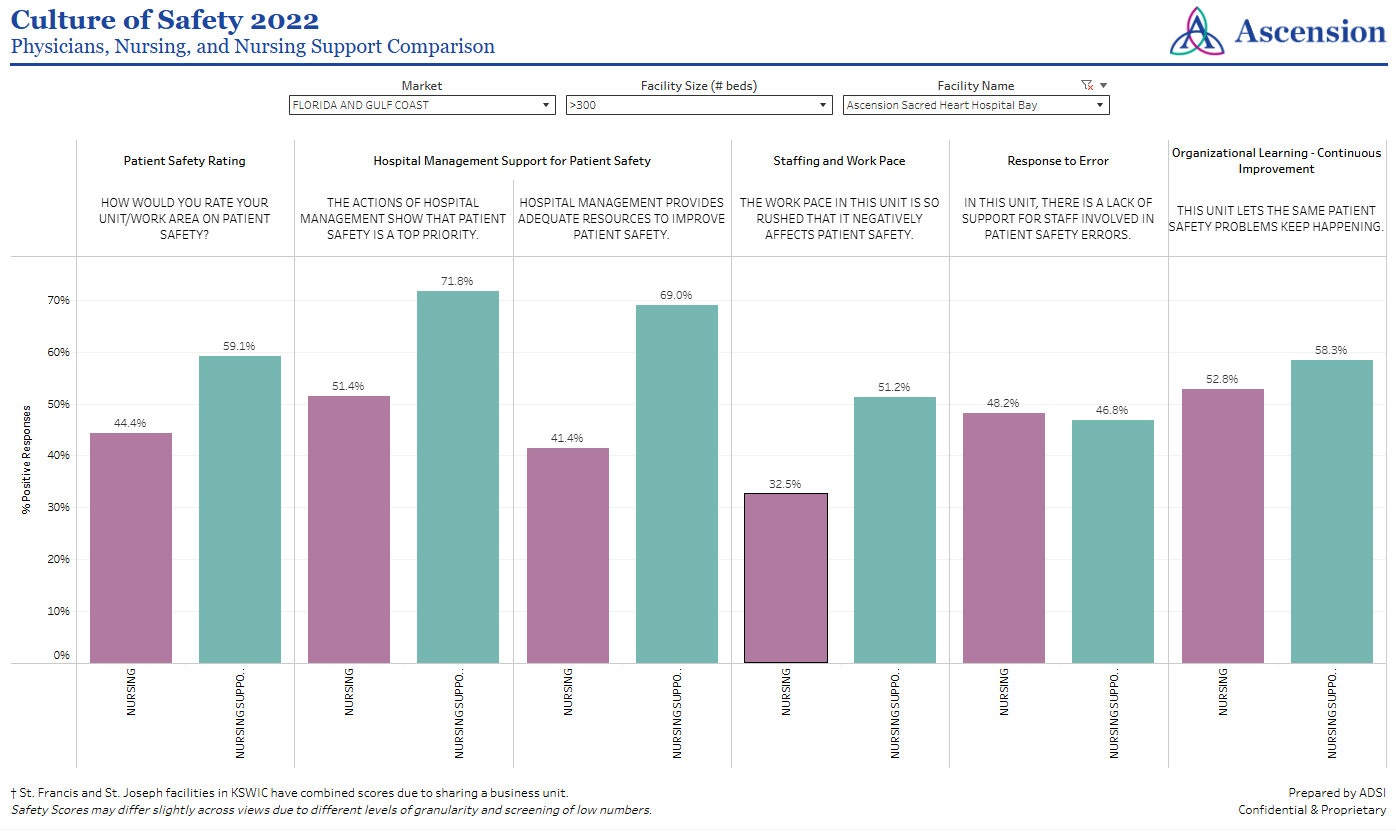 Culture of Safety 2022
Physicians, Nursing, and Nursing Support Comparison
Ascension
Market
Facility Size (# beds)
Facility Name
FLORIDA AND GULF COAST
>300
Ascension Sacred Heart Hospital Bay
Patient Safety Rating
Hospital Management Support for Patient Safety
Staffing and Work Pace
Response to Error
Organizational Learning - Continuous
Improvement
HOW WOULD YOU RATE YOUR
UNIT/WORK AREA ON PATIENT
SAFETY?
THE ACTIONS OF HOSPITAL
MANAGEMENT SHOW THAT PATIENT
SAFETY IS A TOP PRIORITY.
HOSPITAL MANAGEMENT PROVIDES
ADEQUATE RESOURCES TO IMPROVE
PATIENT SAFETY.
THE WORK PACE IN THIS UNIT IS SO
RUSHED THAT IT NEGATIVELY
AFFECTS PATIENT SAFETY.
IN THIS UNIT, THERE IS A LACK OF
SUPPORT FOR STAFF INVOLVED IN
PATIENT SAFETY ERRORS.
THIS UNIT LETS THE SAME PATIENT
SAFETY PROBLEMS KEEP HAPPENING.
% Positive Responses
70%
60%
50%
40%
30%
20%
10%
0%
44.4%
59.1%
51.4%
71.8%
41.4%
69.0%
32.5%
51.2%
48.2%
46.8%
52.8%
58.3%
NURSING
NURSING SUPPO..
NURSING
NURSING SUPPO..
NURSING
NURSING SUPPO..
NURSING
NURSING SUPPO..
NURSING
NURSING SUPPO..
NURSING
NURSING SUPPO..
† St. Francis and St. Joseph facilities in KSWIC have combined scores due to sharing a business unit.
Safety Scores may differ slightly across views due to different levels of granularity and screening of low numbers.
Prepared by ADSI
Confidential & Proprietary